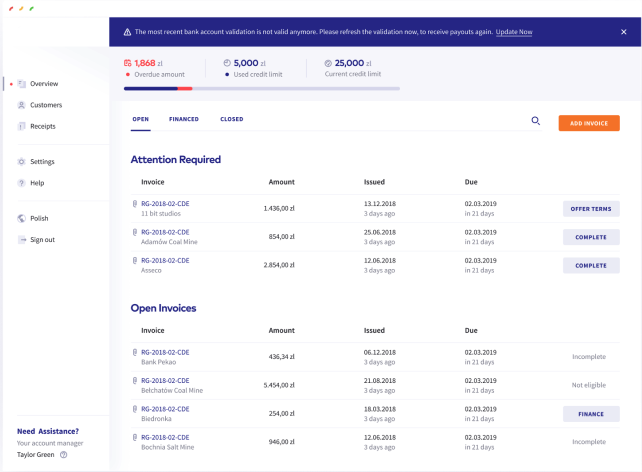 The most recent bank account validation is not valid anymore. Please refresh the validation now, to receive payouts again. Update Now
1,868 zł
Overdue amount
5,000 zł
Used credit limit
25,000 zł
Current credit limit
Overview
Customers
Receipts
Settings
Help
Polish
Sign out
Need Assistance?
Your account manager
Taylor Green
OPEN FINANCED CLOSED
ADD INVOICE
Attention Required
Invoice Amount Issued Due
RG-2018-02-CDE 1.436,00 zł 13.12.2018 02.03.2019 OFFER TERMS
11 bit studios 3 days ago in 21 days
RG-2018-02-CDE 854,00 zł 25.06.2018 02.03.2019 COMPLETE
Adamów Coal Mine 3 days ago in 21 days
RG-2018-02-CDE 2.854,00 zł 12.06.2018 02.03.2019 COMPLETE
Asseco 3 days ago in 21 days
Open Invoices
Invoice Amount Issued Due
RG-2018-02-CDE 436,34 zł 06.12.2018 02.03.2019 Incomplete
Bank Pekao 3 days ago in 21 days
RG-2018-02-CDE 5.454,00 zł 21.08.2018 02.03.2019 Not eligible
Bełchatów Coal Mine 3 days ago in 21 days
RG-2018-02-CDE 254,00 zł 18.03.2018 02.03.2019 FINANCE
Biedronka 3 days ago in 21 days
RG-2018-02-CDE 946,00 zł 12.06.2018 02.03.2019 Incomplete
Bochnia Salt Mine 3 days ago in 21 days